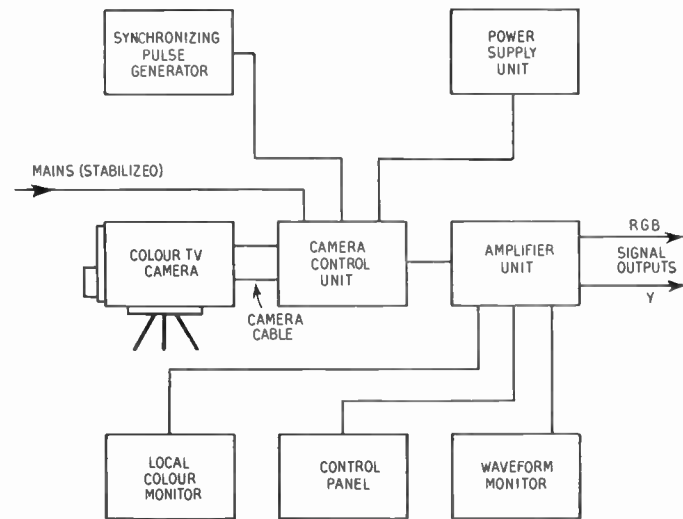 SYNCHRONIZING
PULSE
GENERATOR
POWER
SUPPLY
UNIT
MAINS (STABILIZED)
COLOUR TV
CAMERA
CAMERA
CONTROL
UNIT
AMPLIFIER
UNIT
RGB
SIGNAL
OUTPUTS
Y
CAMERA
CABLE
LOCAL
COLOUR
MONITOR
CONTROL
PANEL
WAVEFORM
MONITOR